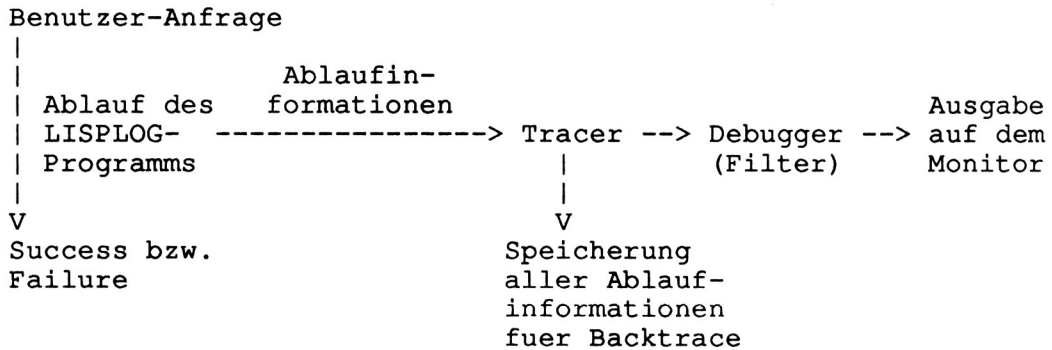 Benutzer-Anfrage
|
|
| Ablaufin-
| Ablauf des formationen Ausgabe
| LISPLOG- ----------------> Tracer --> Debugger --> auf dem
| Programms | (Filter) Monitor
| |
V V
Success bzw. Speicherung
Failure aller Ablauf-
informationen
fuer Backtrace